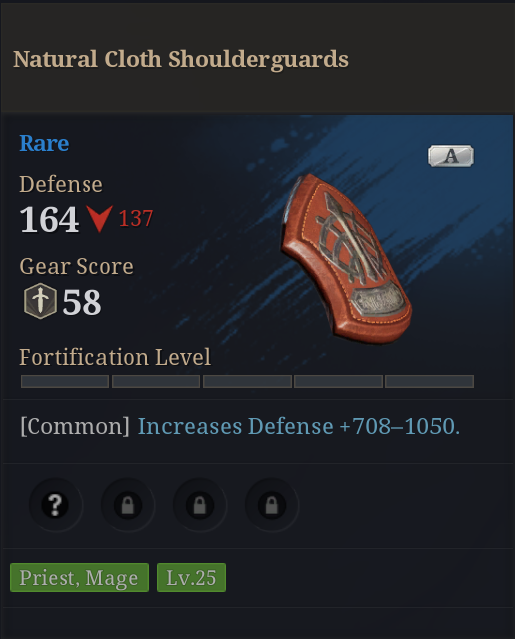 Natural Cloth Shoulderguards
Rare
A
Defense
164 137
Gear Score
58
Fortification Level
[Common] Increases Defense +708–1050.
?
Priest, Mage Lv.25